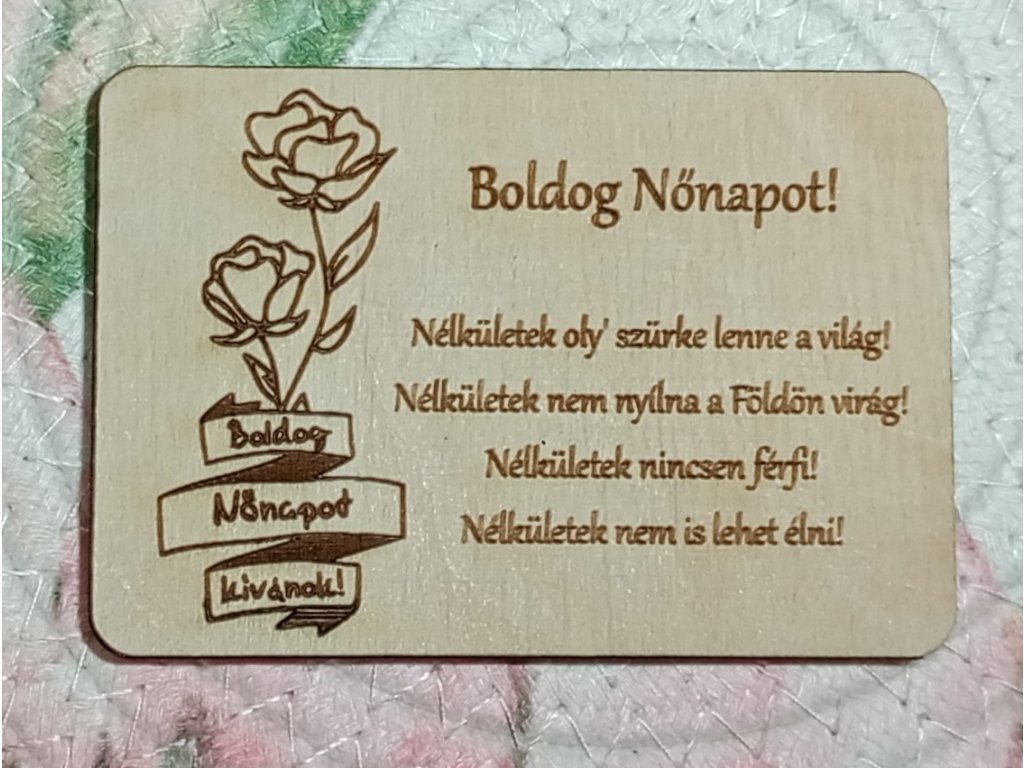 Boldog Nőnapot!
Nélkületek oly' szürke lenne a világ!
Nélkületek nem nyílna a Földön virág!
Nélkületek nincsen férfi!
Nélkületek nem is lehet élni!
Boldog
Nőnapot
kívánok!